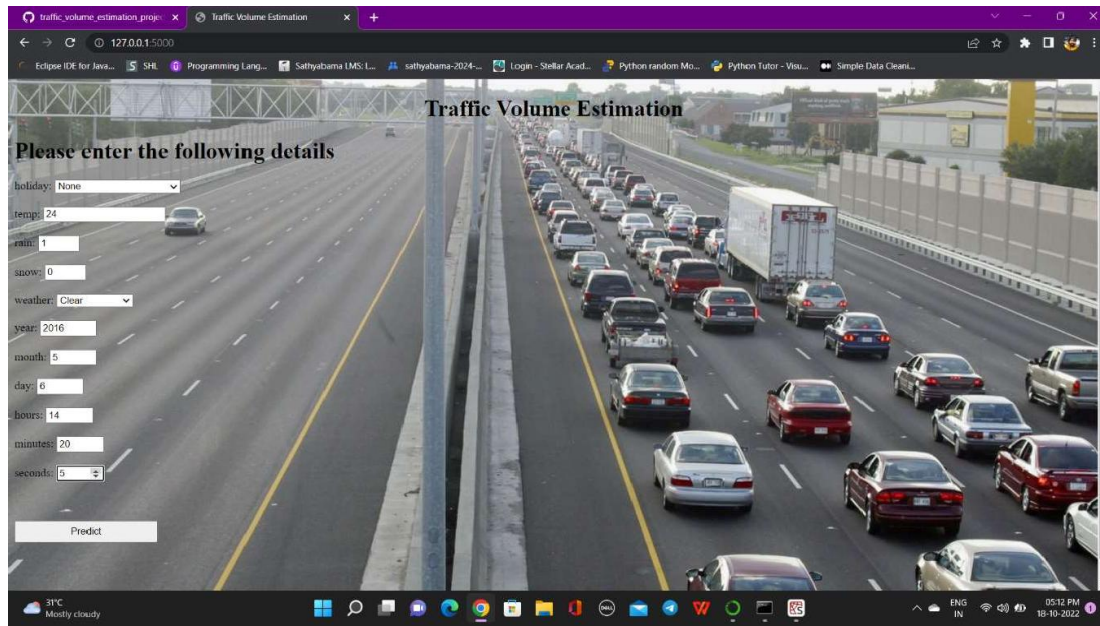 traffic_volume_estimation_projec
Traffic Volume Estimation
127.0.0.1:5000
Eclipse IDE for Java... SHL Programming Lang... Sathyabama LMS: L... sathyabama-2024-... Login - Stellar Acad... Python random Mo... Python Tutor - Visu... Simple Data Cleani...
Traffic Volume Estimation
Please enter the following details
holiday: None
temp: 24
rain: 1
snow: 0
weather: Clear
year: 2016
month: 5
day: 6
hours: 14
minutes: 20
seconds: 5
Predict
31°C
Mostly cloudy
ENG
IN
05:12 PM
18-10-2022
1